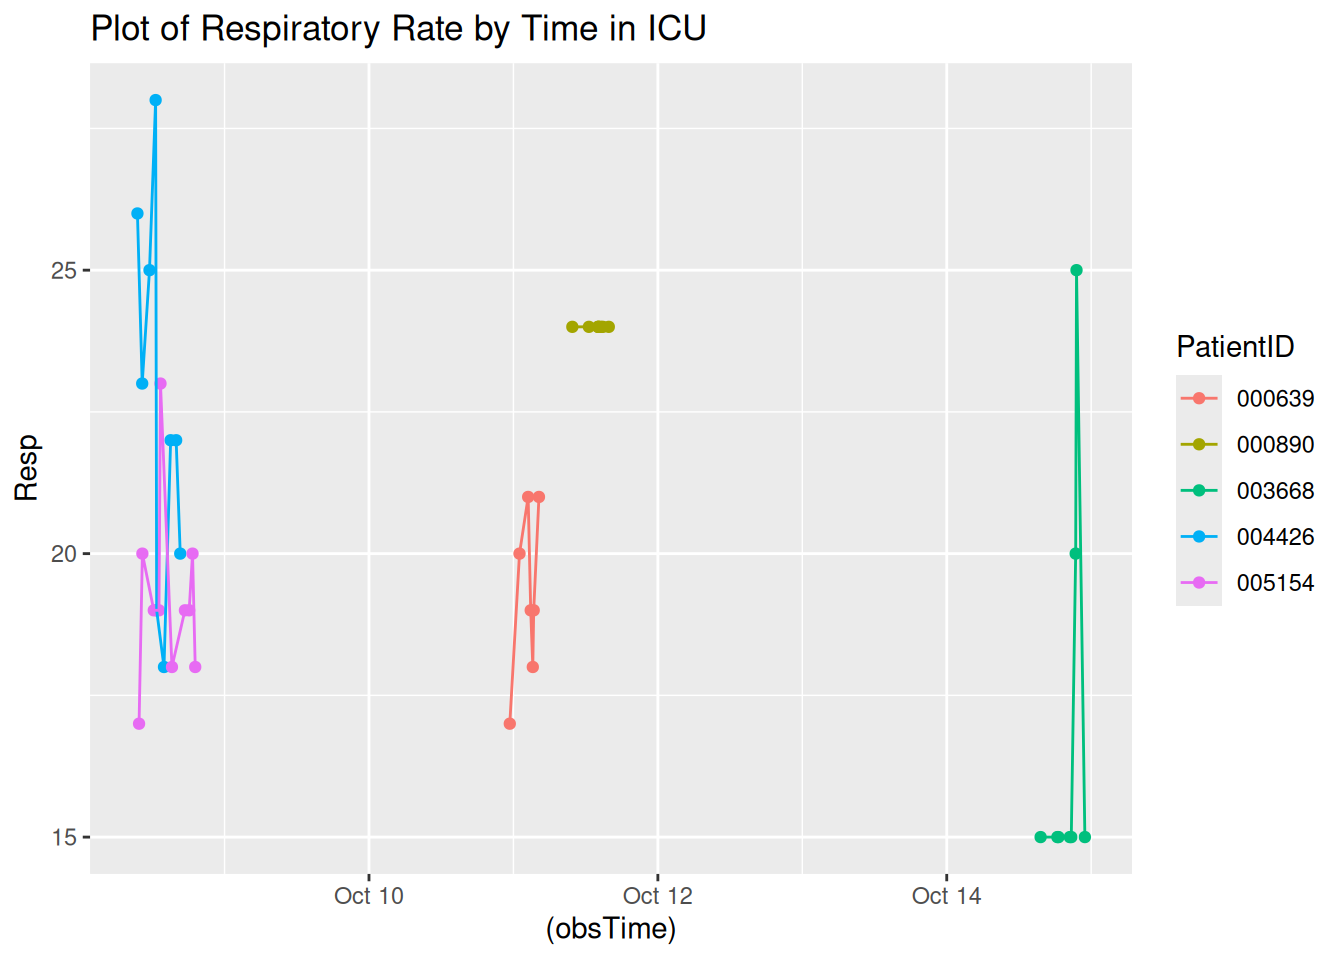 Plot of Respiratory Rate by Time in ICU
Resp
25
20
15
Oct 10
Oct 12
Oct 14
(obsTime)
PatientID
000639
000890
003668
004426
005154